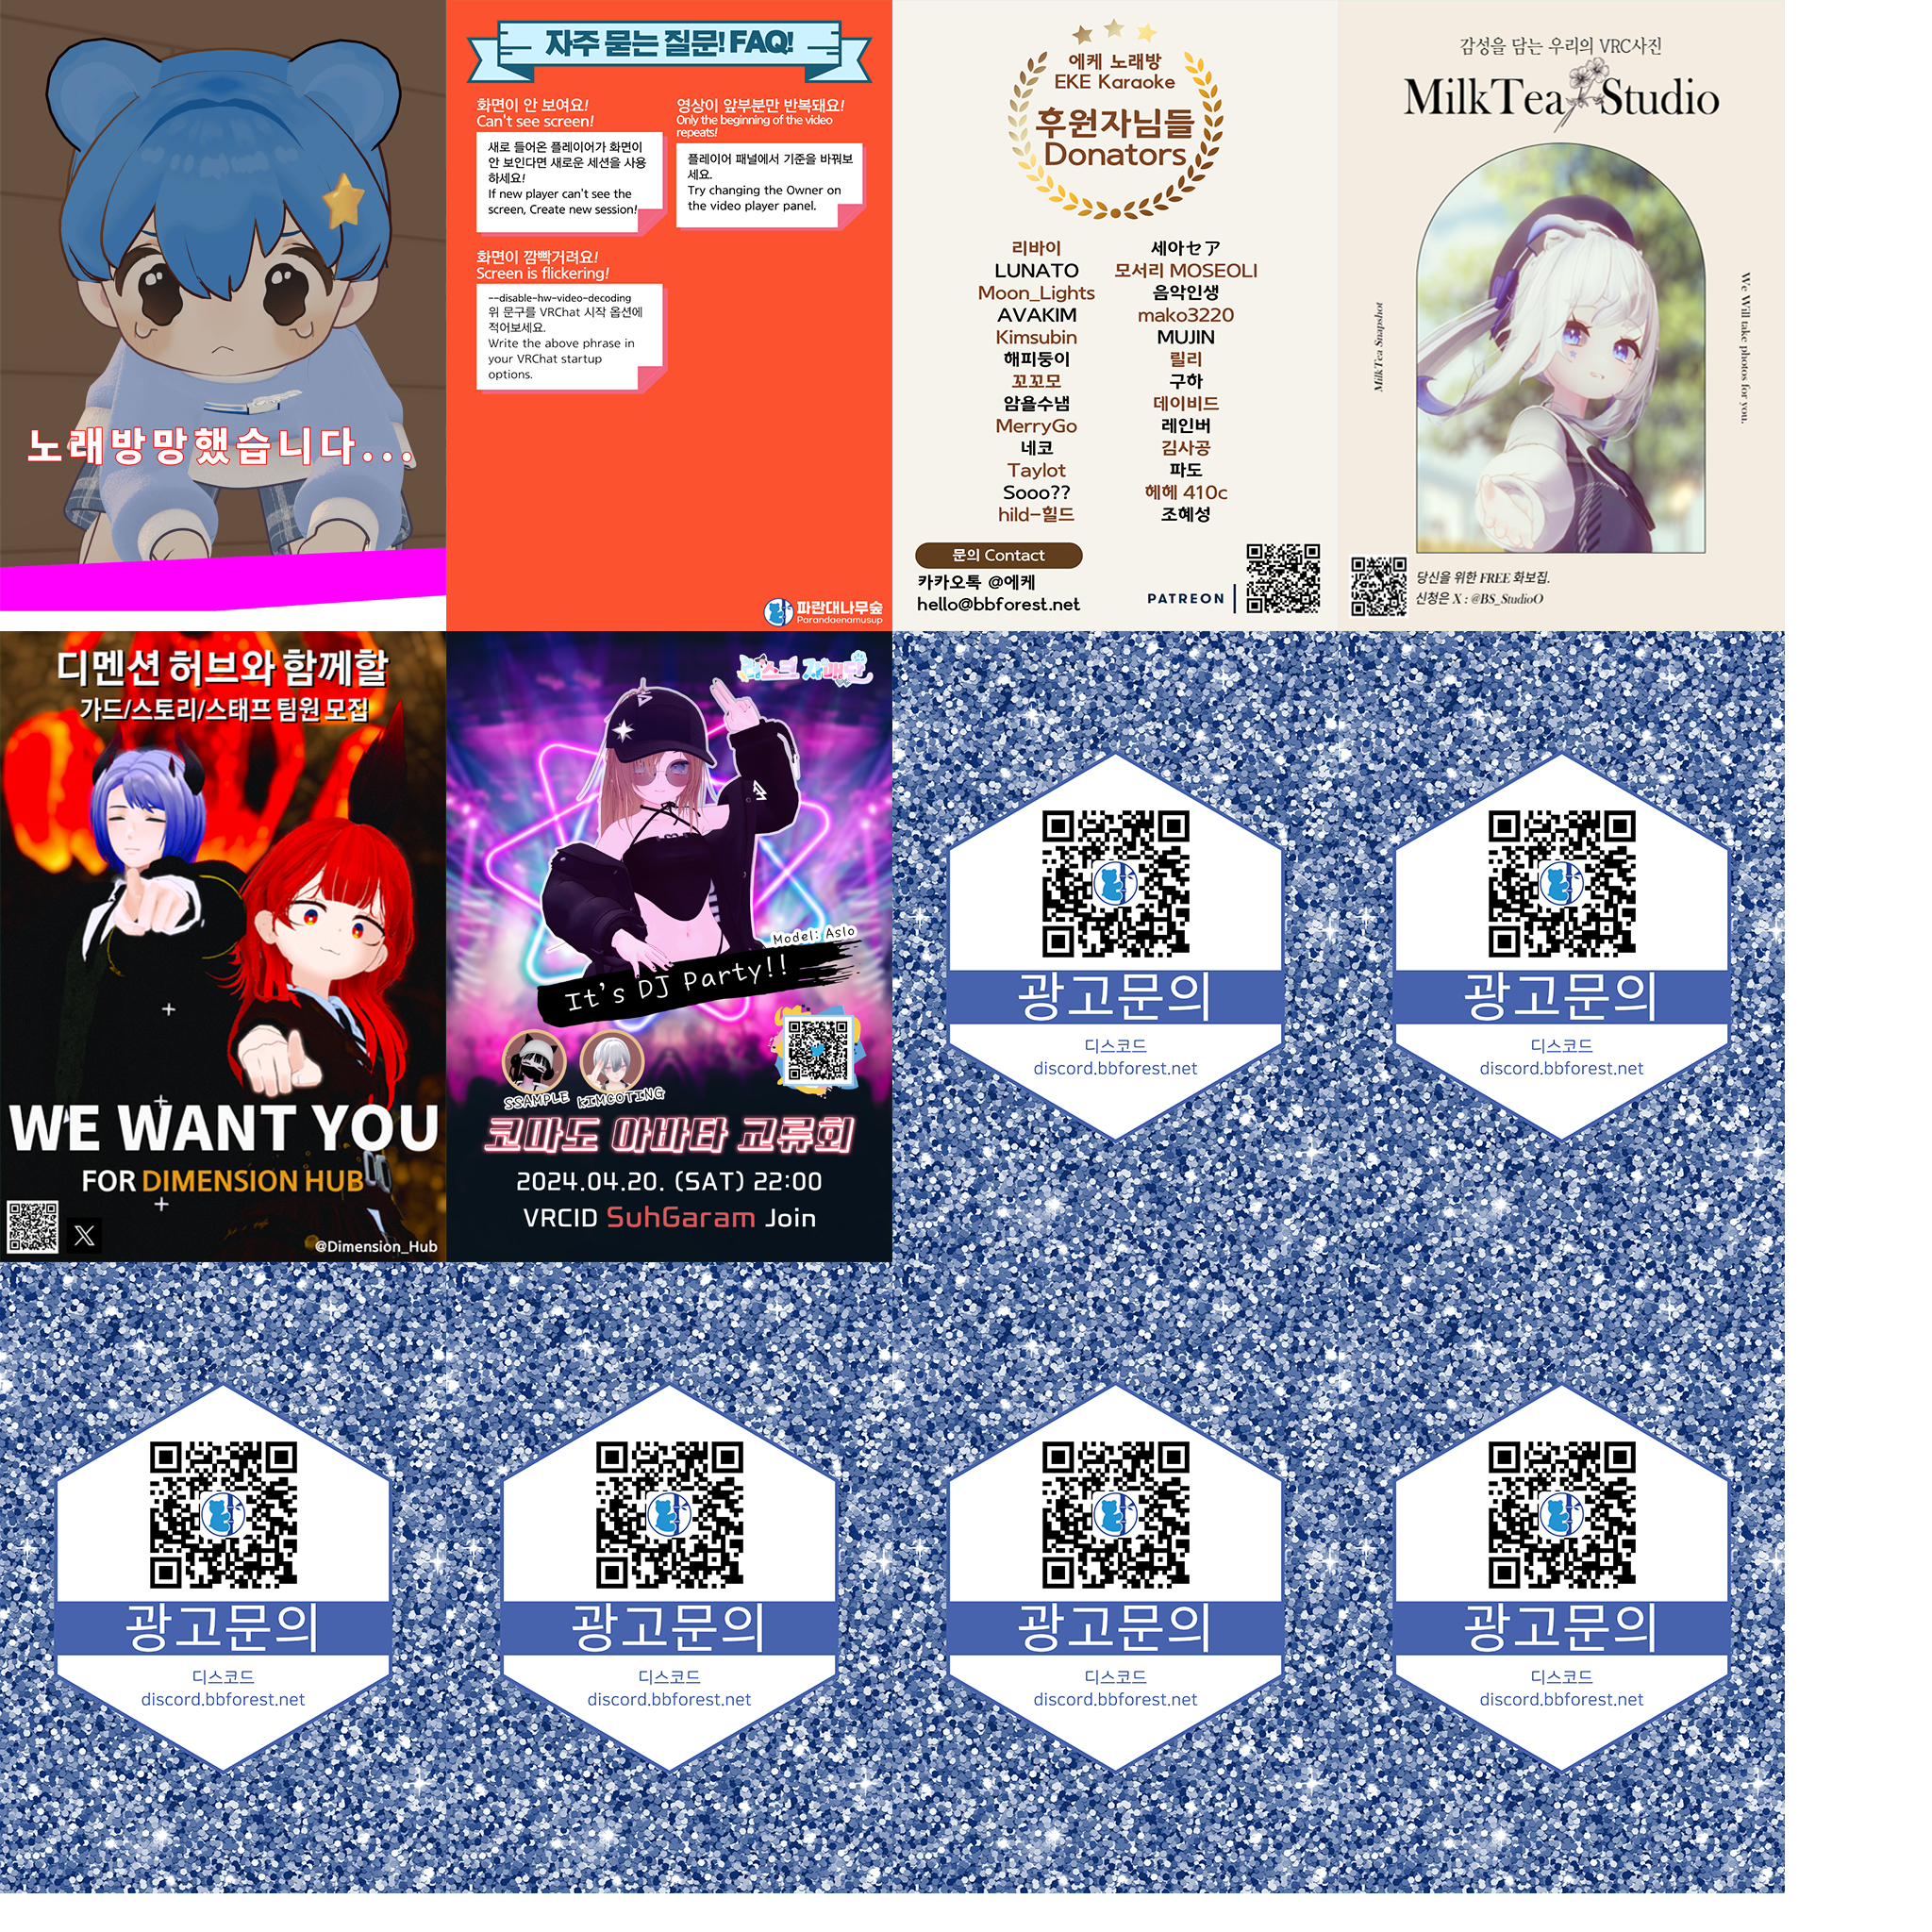 노래방망했습니다...
자주 묻는 질문! FAQ!
화면이 안 보여요!
Can't see screen!
새로 들어온 플레이어가 화면이
안 보인다면 새로운 세션을 사용
하세요!
If new player can't see the
screen, Create new session!
영상이 앞부분만 반복돼요!
Only the beginning of the video
repeats!
플레이어 패널에서 기준을 바꿔보
세요.
Try changing the Owner on
the video player panel.
화면이 깜빡거려요!
Screen is flickering!
--disable-hw-video-decoding
위 문구를 VRChat 시작 옵션에
적어보세요.
Write the above phrase in
your VRChat startup
options.
파란대나무숲
Parandaenamusup
에케 노래방
EKE Karaoke
후원자님들
Donators
리바이
LUNATO
Moon_Lights
AVAKIM
Kimsubin
해피둥이
꼬꼬모
암욜수냄
MerryGo
네코
Taylot
Sooo??
hild-힐드
세아セア
모서리 MOSEOLI
음악인생
mako3220
MUJIN
릴리
구하
데이비드
레인버
김사공
파도
헤헤 410c
조혜성
문의 Contact
카카오톡 @에케
hello@bbforest.net
PATREON
감성을 담는 우리의 VRC사진
MilkTea Studio
MilkTea Snapshot
We Will take photos for you.
당신을 위한 FREE 화보집.
신청은 X : @BS_StudioO
디멘션 허브와 함께할
가드/스토리/스태프 팀원 모집
WE WANT YOU
FOR DIMENSION HUB
@Dimension_Hub
리스크 자매단
Model: Aslo
It's DJ Party!!
SSAMPLE KIMCOTING
코마도 아바타 교류회
2024.04.20. (SAT) 22:00
VRCID SuhGaram Join
광고문의
디스코드
discord.bbforest.net
광고문의
디스코드
discord.bbforest.net
광고문의
디스코드
discord.bbforest.net
광고문의
디스코드
discord.bbforest.net
광고문의
디스코드
discord.bbforest.net
광고문의
디스코드
discord.bbforest.net